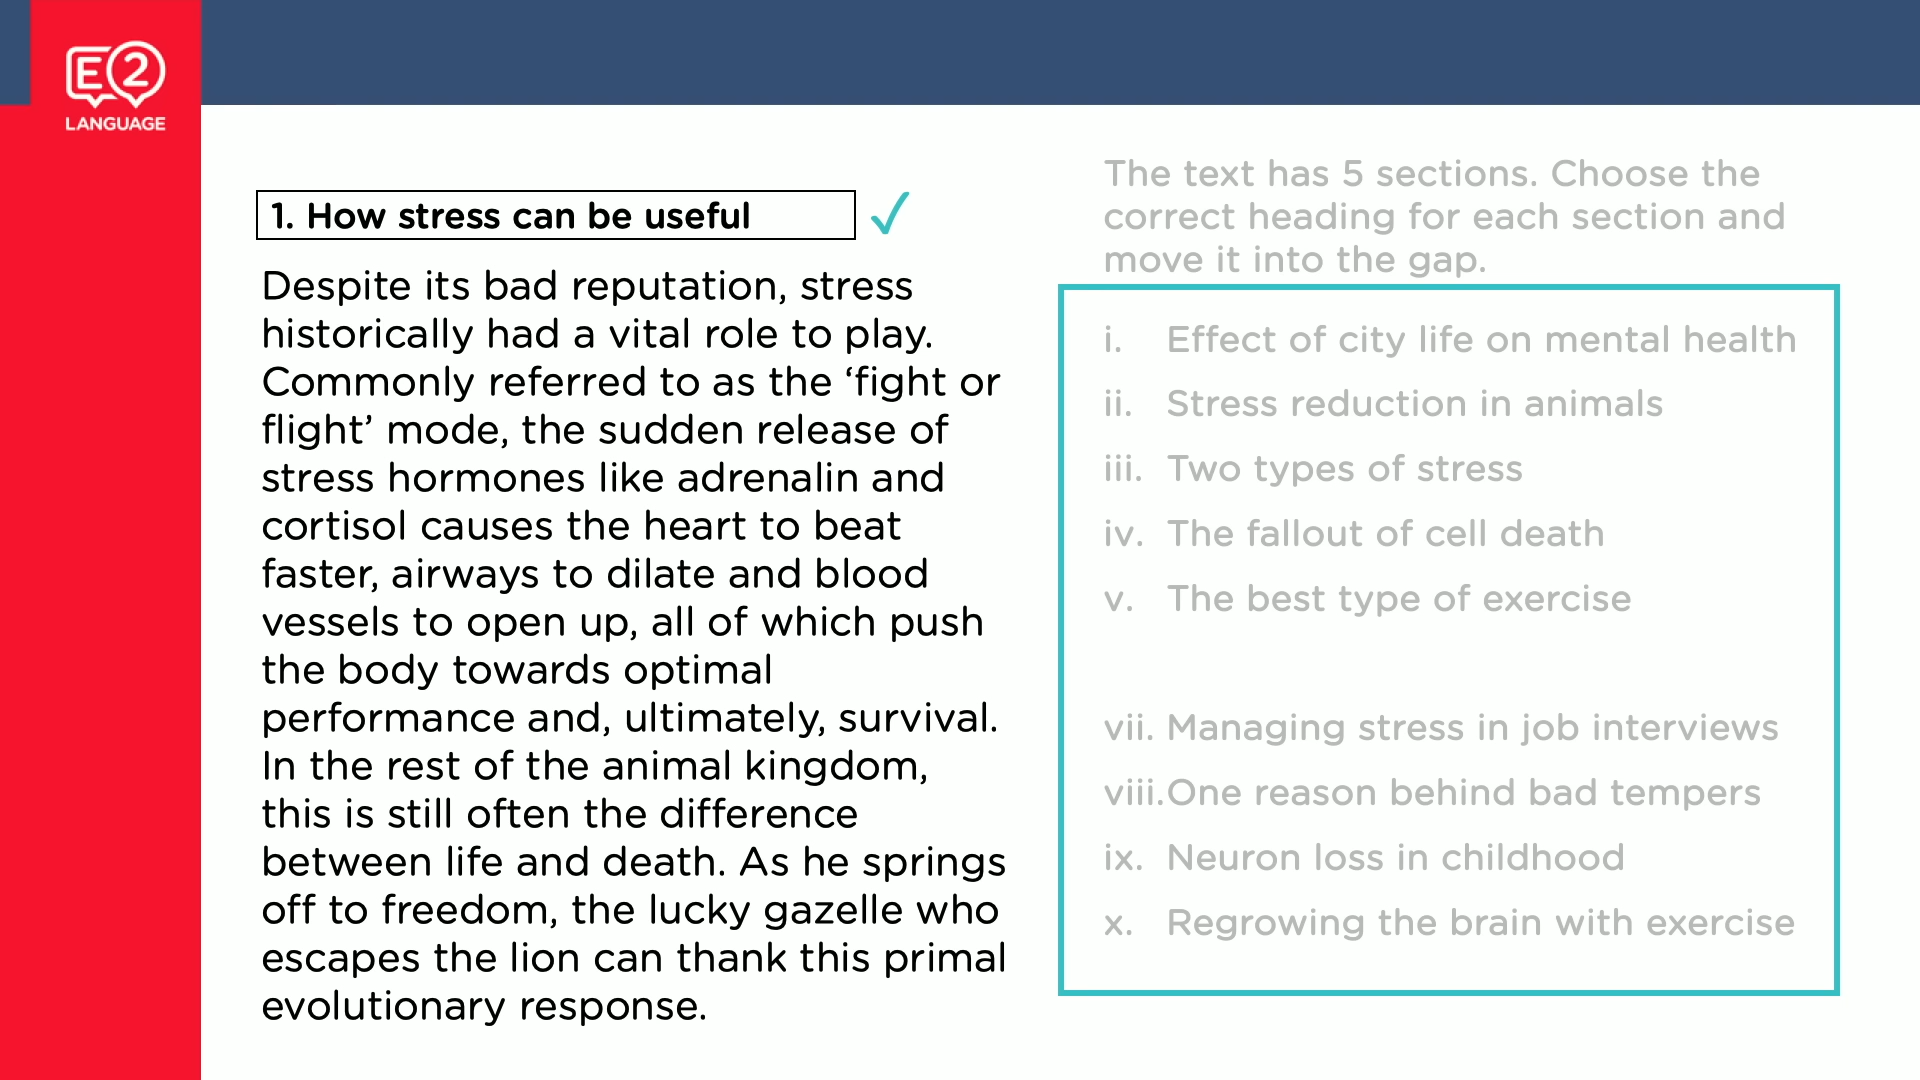 E2
LANGUAGE
1. How stress can be useful
Despite its bad reputation, stress
historically had a vital role to play.
Commonly referred to as the ‘fight or
flight’ mode, the sudden release of
stress hormones like adrenalin and
cortisol causes the heart to beat
faster, airways to dilate and blood
vessels to open up, all of which push
the body towards optimal
performance and, ultimately, survival.
In the rest of the animal kingdom,
this is still often the difference
between life and death. As he springs
off to freedom, the lucky gazelle who
escapes the lion can thank this primal
evolutionary response.
The text has 5 sections. Choose the
correct heading for each section and
move it into the gap.
i. Effect of city life on mental health
ii. Stress reduction in animals
iii. Two types of stress
iv. The fallout of cell death
v. The best type of exercise
vii. Managing stress in job interviews
viii. One reason behind bad tempers
ix. Neuron loss in childhood
x. Regrowing the brain with exercise